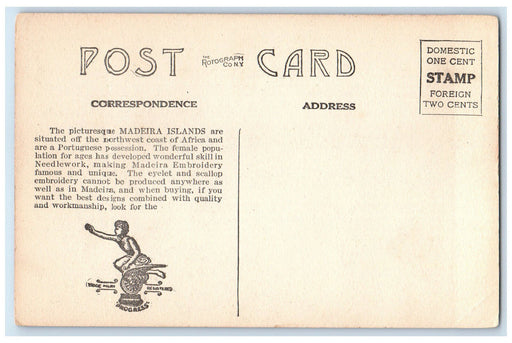 POST CARD
THE
ROTOGRAPH
CO N.Y.
DOMESTIC
ONE CENT
STAMP
FOREIGN
TWO CENTS
CORRESPONDENCE
ADDRESS
The picturesque MADEIRA ISLANDS are
situated off the northwest coast of Africa and
are a Portuguese possession. The female popu-
lation for ages has developed wonderful skill in
Needlework, making Madeira Embroidery
famous and unique. The eyelet and scallop
embroidery cannot be produced anywhere as
well as in Madeira, and when buying, if you
want the best designs combined with quality
and workmanship, look for the
TRADE MARK
REGISTERED
"PROGRESS"